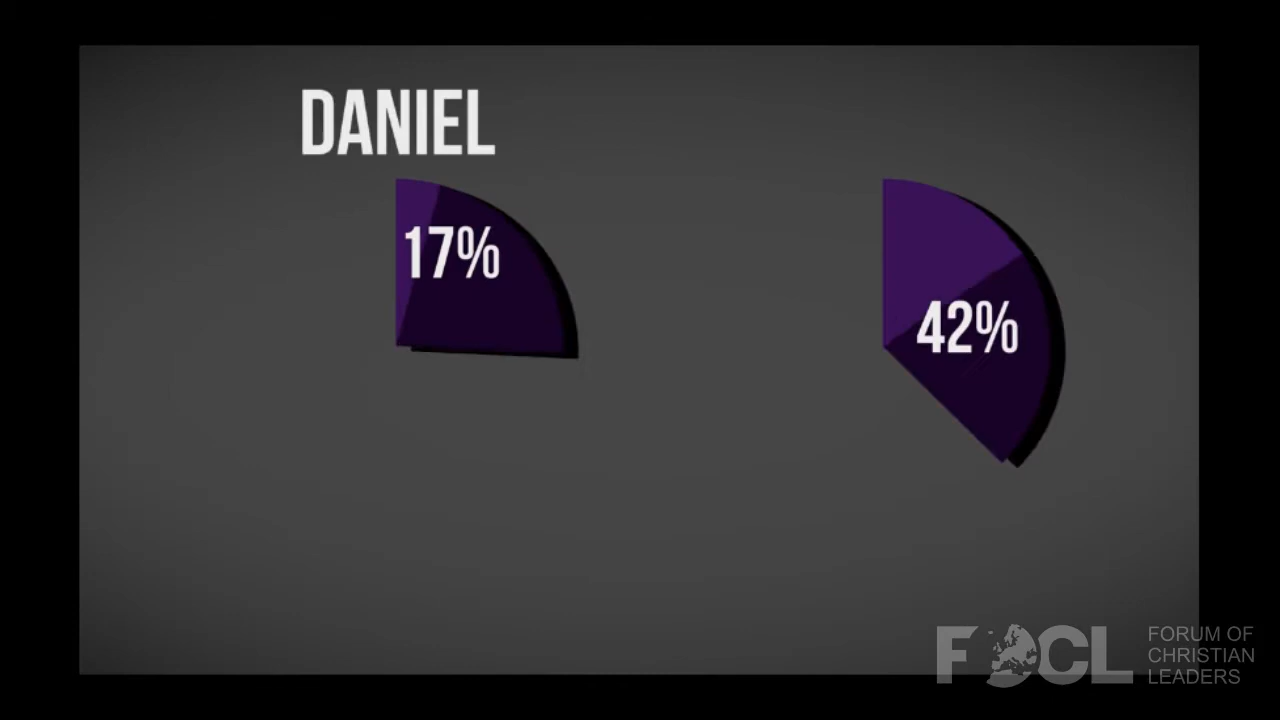 DANIEL
17%
42%
FOCL
FORUM OF
CHRISTIAN
LEADERS